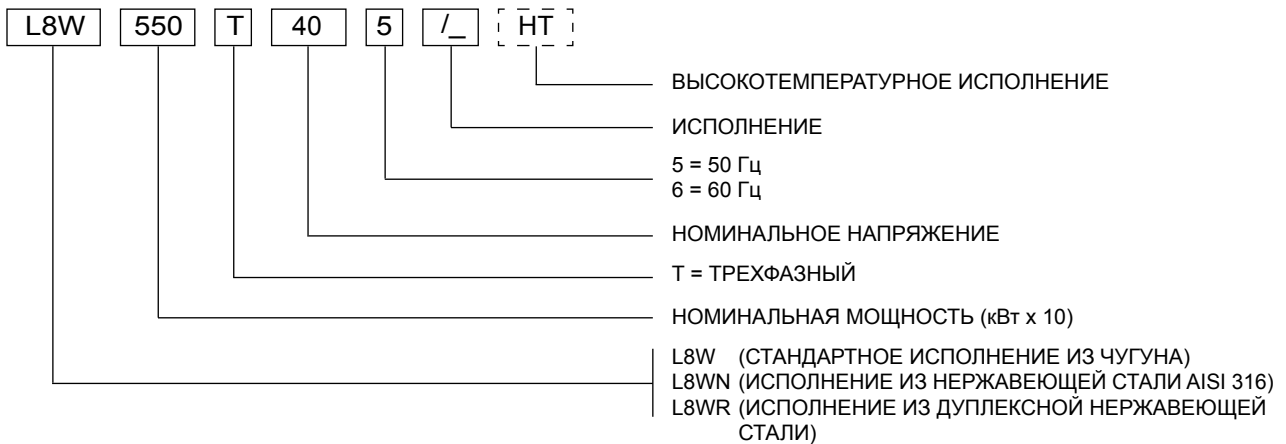 L8W 550 T 40 5 /_ HT
ВЫСОКОТЕМПЕРАТУРНОЕ ИСПОЛНЕНИЕ
ИСПОЛНЕНИЕ
5 = 50 Гц
6 = 60 Гц
НОМИНАЛЬНОЕ НАПРЯЖЕНИЕ
Т = ТРЕХФАЗНЫЙ
НОМИНАЛЬНАЯ МОЩНОСТЬ (кВт х 10)
L8W (СТАНДАРТНОЕ ИСПОЛНЕНИЕ ИЗ ЧУГУНА)
L8WN (ИСПОЛНЕНИЕ ИЗ НЕРЖАВЕЮЩЕЙ СТАЛИ AISI 316)
L8WR (ИСПОЛНЕНИЕ ИЗ ДУПЛЕКСНОЙ НЕРЖАВЕЮЩЕЙ
СТАЛИ)